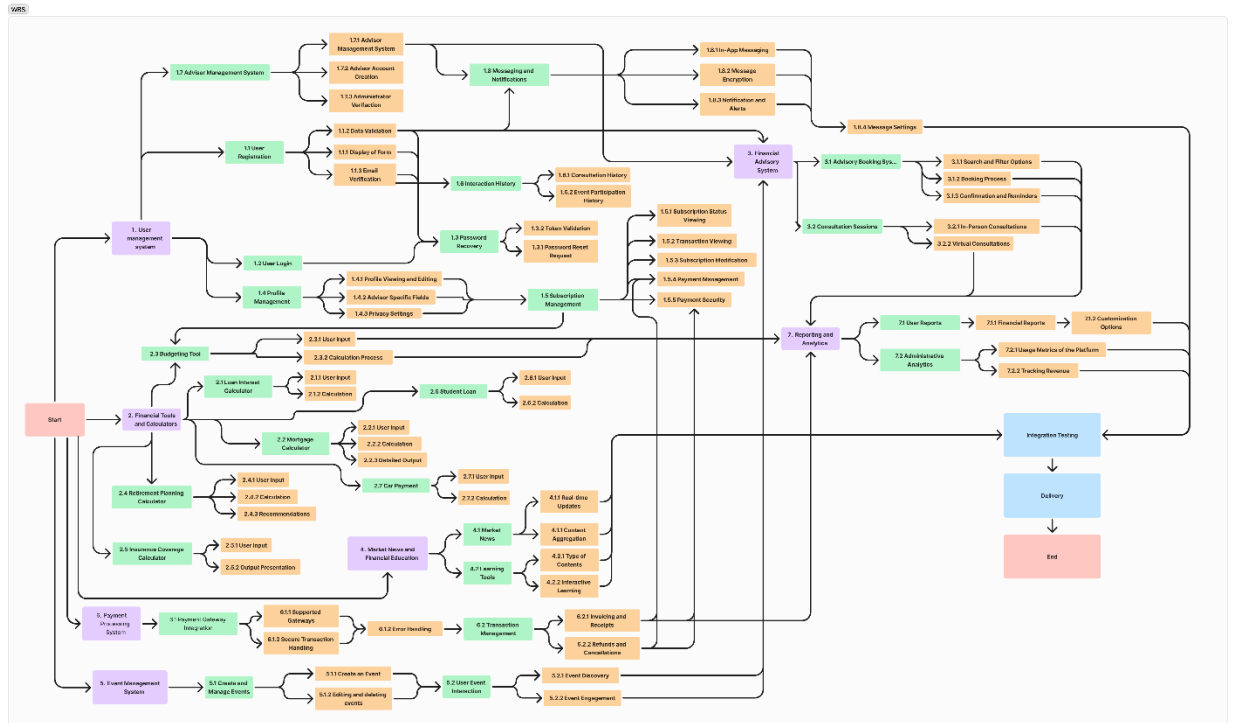 WBS
1.7 Advisor Management System
1.7.1 Advisor
Management System
1.7.2 Advisor Account
Creation
1.7.3 Administrator
Verification
1.8 Messaging and
Notifications
1.8.1 In-App Messaging
1.8.2 Message
Encryption
1.8.3 Notification and
Alerts
1.8.4 Message Settings
1.1 User
Registration
1.1.2 Data Validation
1.1.1 Display of Form
1.1.3 Email
Verification
1.6 Interaction History
1.6.1 Consultation History
1.5.2 Event Participation
History
3. Financial
Advisory
System
3.1 Advisory Booking Sys...
3.1.1 Search and Filter Options
3.1.2 Booking Process
3.1.3 Confirmation and Reminders
3.2 Consultation Sessions
3.2.1 In-Person Consultations
3.2.2 Virtual Consultations
1. User
management
system
1.2 User Login
1.3 Password
Recovery
1.3.2 Token Validation
1.3.1 Password Reset
Request
1.4 Profile
Management
1.4.1 Profile Viewing and Editing
1.4.2 Advisor Specific Fields
1.4.3 Privacy Settings
1.5 Subscription
Management
1.5.1 Subscription Status
Viewing
1.5.2 Transaction Viewing
1.5.3 Subscription Modification
1.5.4 Payment Management
1.5.5 Payment Security
7. Reporting and
Analytics
7.1 User Reports
7.1.1 Financial Reports
7.1.2 Customization
Options
7.2 Administrative
Analytics
7.2.1 Usage Metrics of the Platform
7.2.2 Tracking Revenue
2.3 Budgeting Tool
2.3.1 User Input
2.3.2 Calculation Process
Start
2. Financial Tools
and Calculators
2.1 Loan Interest
Calculator
2.1.1 User Input
2.1.2 Calculation
Student Loan
User Input
Calculation
2.2 Mortgage
Calculator
2.2.1 User Input
2.2.2 Calculation
2.2.3 Detailed Output
2.7 Car Payment
2.7.1 User Input
2.7.2 Calculation
2.4 Retirement Planning
Calculator
2.4.1 User Input
2.4.2 Calculation
2.4.3 Recommendations
Insurance Coverage
Calculator
User Input
Output Presentation
4. Market News and
Financial Education
4.1 Market
News
4.1.1 Real-time
Updates
4.1.1 Content
Aggregation
4.2 Learning
Tools
4.2.1 Type of
Contents
4.2.2 Interactive
Learning
Integration Testing
Delivery
End
6. Payment
Processing
System
Payment Gateway
Integration
6.1.1 Supported
Gateways
6.1.2 Secure Transaction
Handling
6.1.2 Error Handling
6.2 Transaction
Management
6.2.1 Invoicing and
Receipts
6.2.2 Refunds and
Cancellations
5. Event Management
System
5.1 Create and
Manage Events
5.1.1 Create an Event
5.1.2 Editing and deleting
events
5.2 User Event
Interaction
5.2.1 Event Discovery
5.2.2 Event Engagement